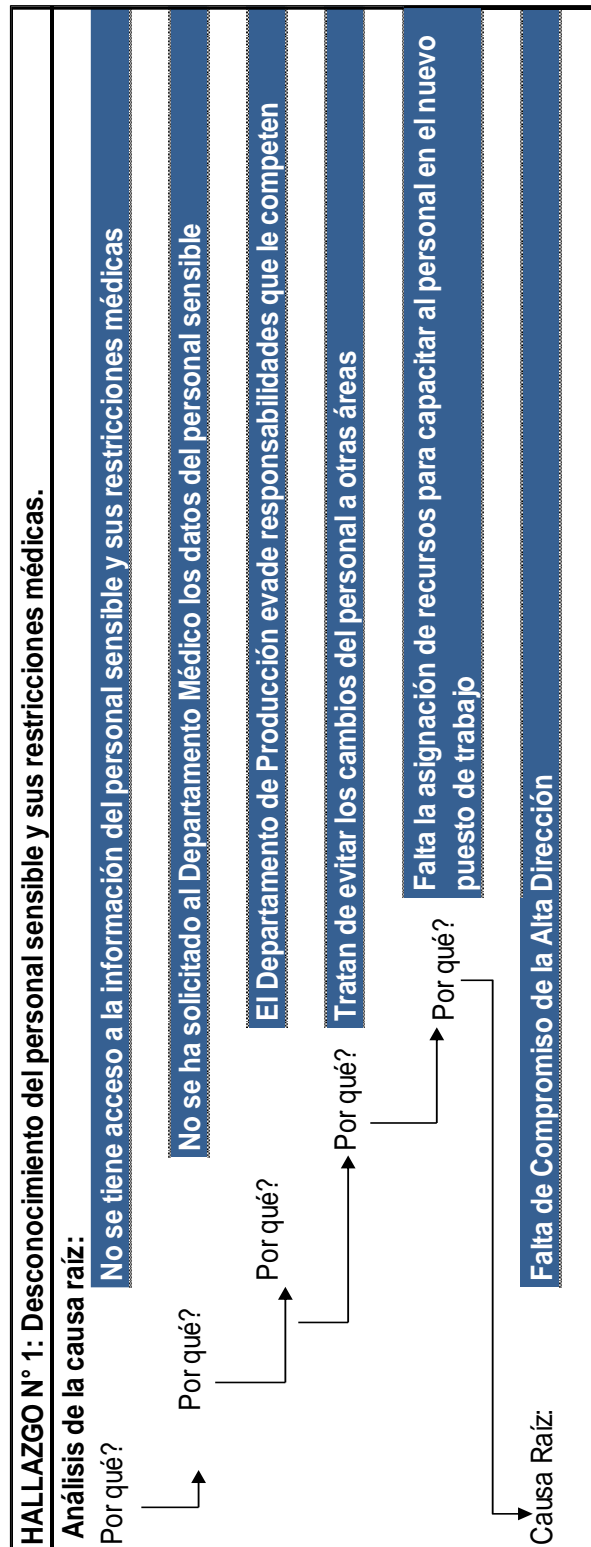 HALLAZGO N° 1: Desconocimiento del personal sensible y sus restricciones médicas.
Análisis de la causa raíz:
Por qué?
No se tiene acceso a la información del personal sensible y sus restricciones médicas
Por qué?
No se ha solicitado al Departamento Médico los datos del personal sensible
Por qué?
El Departamento de Producción evade responsabilidades que le competen
Por qué?
Tratan de evitar los cambios del personal a otras áreas
Por qué?
Falta la asignación de recursos para capacitar al personal en el nuevo
puesto de trabajo
Causa Raíz:
Falta de Compromiso de la Alta Dirección